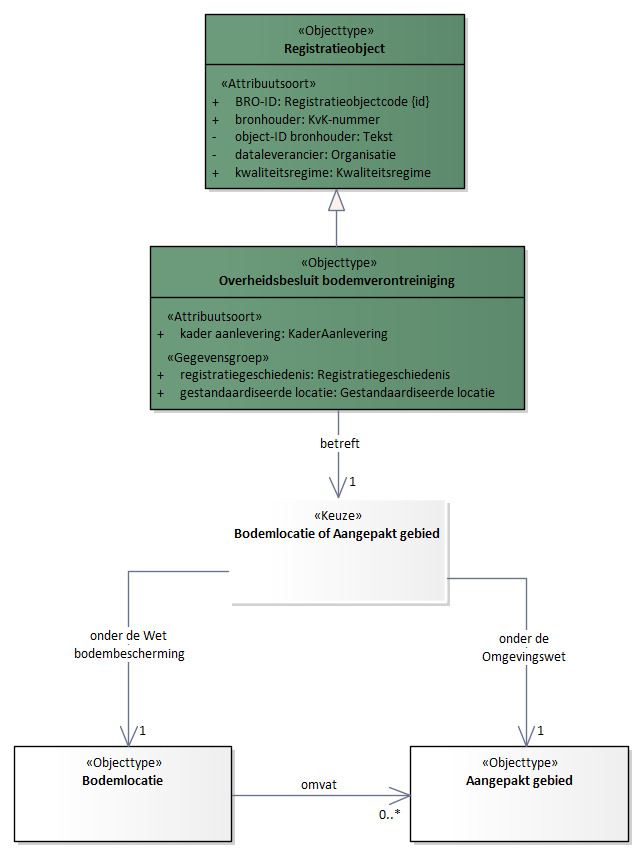 «Objecttype»
Registratieobject
«Attribuutsoort»
+ BRO-ID: Registratieobjectcode {id}
+ bronhouder: KvK-nummer
- object-ID bronhouder: Tekst
- dataleverancier: Organisatie
+ kwaliteitsregime: Kwaliteitsregime
«Objecttype»
Overheidsbesluit bodemverontreiniging
«Attribuutsoort»
+ kader aanlevering: KaderAanlevering
«Gegevensgroep»
+ registratiegeschiedenis: Registratiegeschiedenis
+ gestandaardiseerde locatie: Gestandaardiseerde locatie
betreft
1
«Keuze»
Bodemlocatie of Aangepakt gebied
onder de Wet
bodembescherming
onder de
Omgevingswet
1
1
«Objecttype»
Bodemlocatie
omvat
0..*
«Objecttype»
Aangepakt gebied